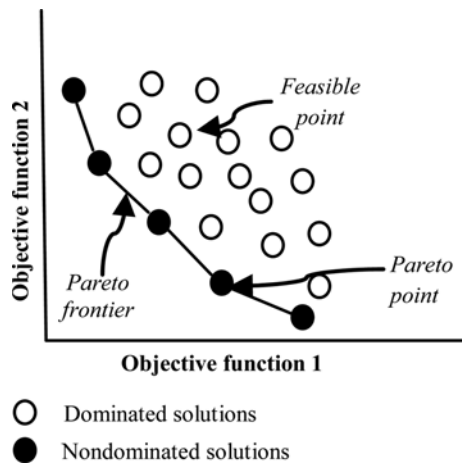 Objective function 2
Feasible
point
Pareto
frontier
Pareto
point
Objective function 1
Dominated solutions
Nondominated solutions